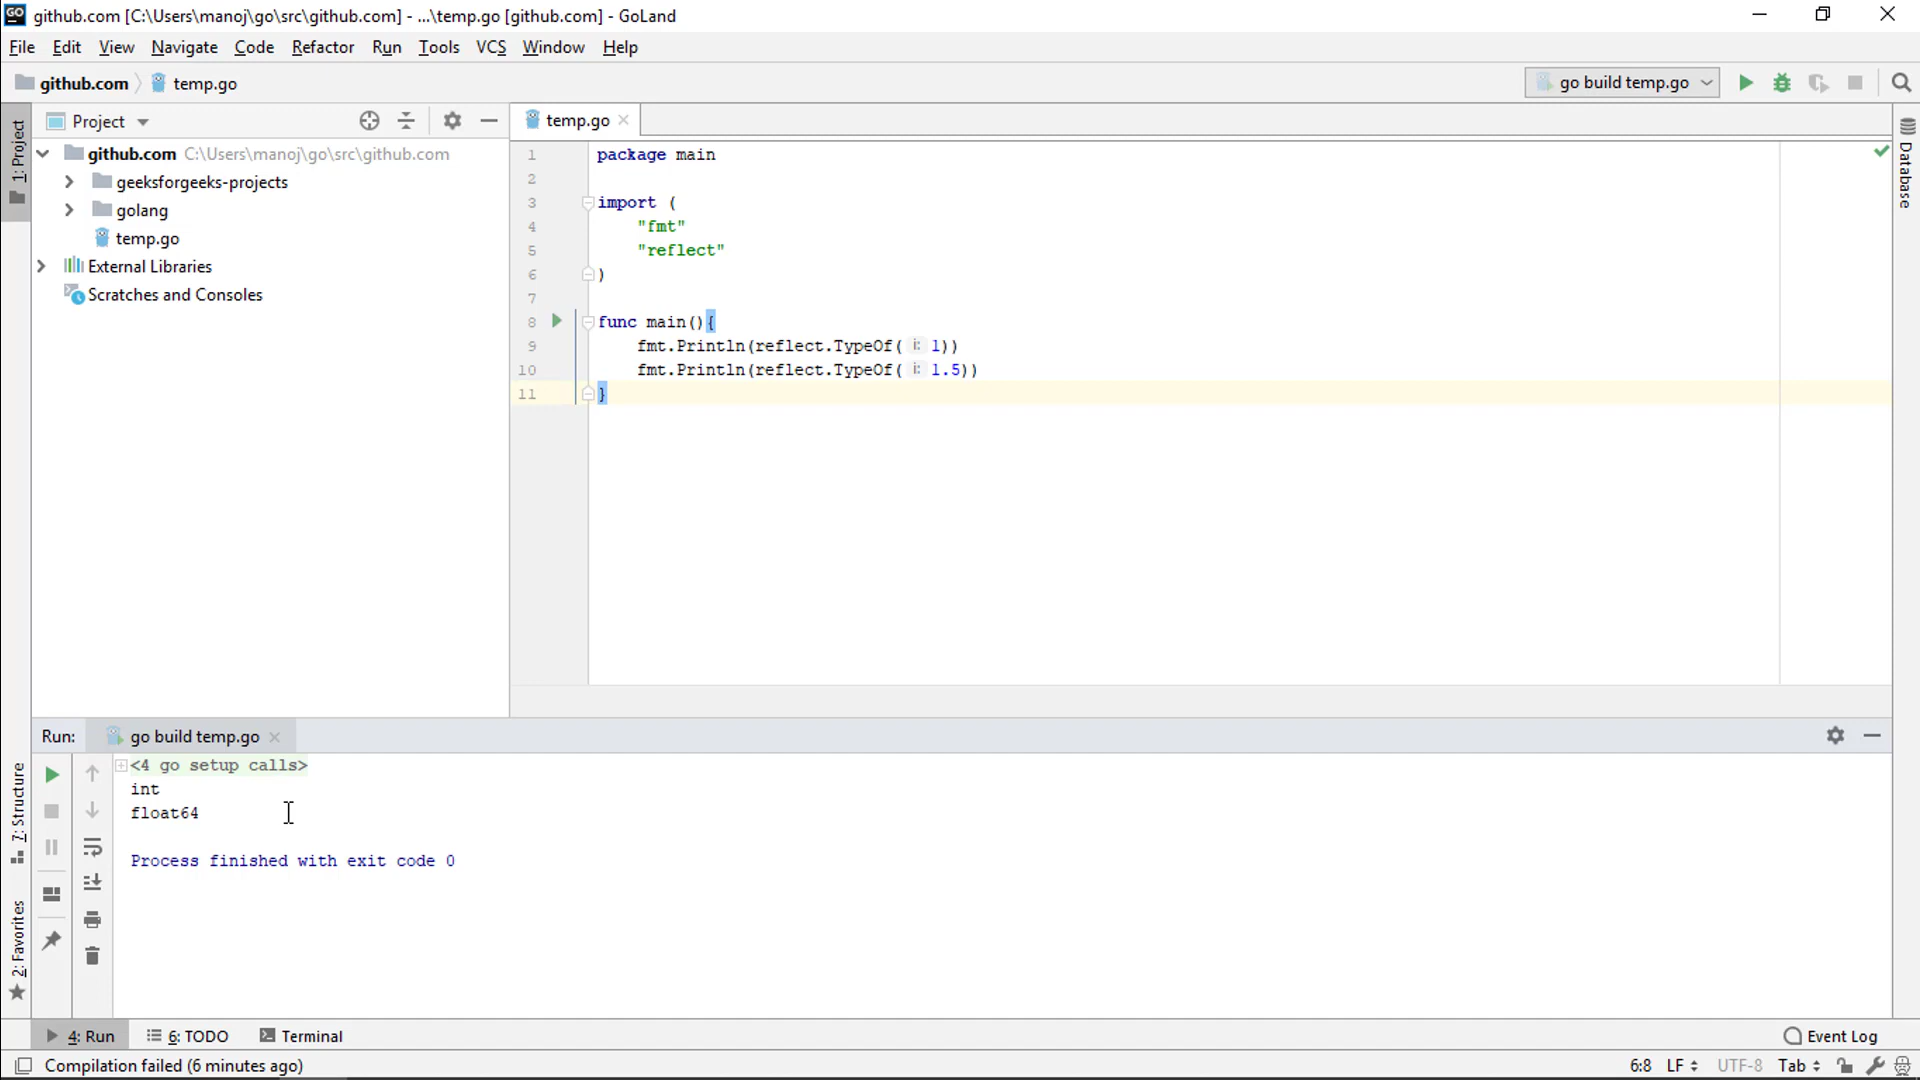 GO github.com [C:\Users\manoj\go\src\github.com] - ...\temp.go [github.com] - GoLand
File Edit View Navigate Code Refactor Run Tools VCS Window Help
github.com temp.go go build temp.go
1: Project
Project
github.com C:\Users\manoj\go\src\github.com
geeksforgeeks-projects
golang
temp.go
External Libraries
Scratches and Consoles
temp.go
1 package main
2
3 import (
4 "fmt"
5 "reflect"
6 )
7
8 func main(){
9 fmt.Println(reflect.TypeOf( i: 1))
10 fmt.Println(reflect.TypeOf( i: 1.5))
11 }
Database
Run: go build temp.go
<4 go setup calls>
int
float64
Process finished with exit code 0
7: Structure
2: Favorites
4: Run 6: TODO Terminal Event Log
Compilation failed (6 minutes ago) 6:8 LF UTF-8 Tab